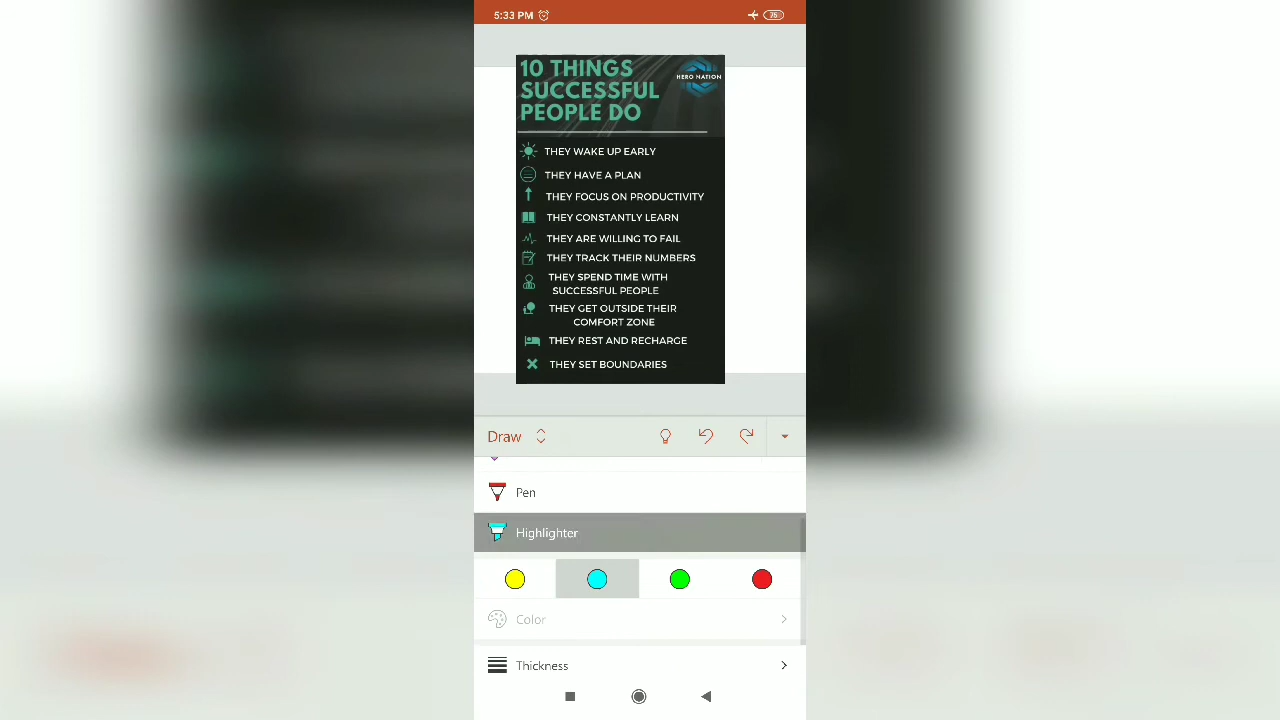 5:33 PM
75
10 THINGS
SUCCESSFUL
PEOPLE DO
HERO NATION
THEY WAKE UP EARLY
THEY HAVE A PLAN
THEY FOCUS ON PRODUCTIVITY
THEY CONSTANTLY LEARN
THEY ARE WILLING TO FAIL
THEY TRACK THEIR NUMBERS
THEY SPEND TIME WITH
SUCCESSFUL PEOPLE
THEY GET OUTSIDE THEIR
COMFORT ZONE
THEY REST AND RECHARGE
THEY SET BOUNDARIES
Draw
Pen
Highlighter
Color
Thickness